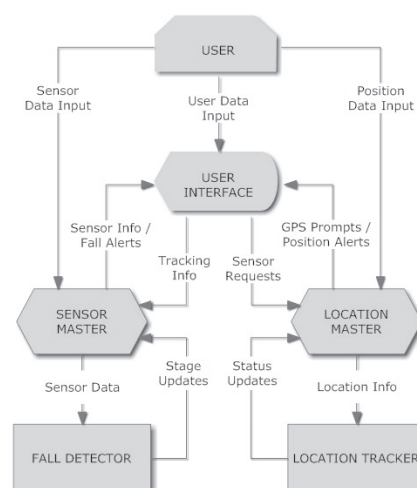 USER
Sensor
Data Input
User Data
Input
Position
Data Input
USER
INTERFACE
Sensor Info /
Fall Alerts
GPS Prompts /
Position Alerts
Tracking
Info
Sensor
Requests
SENSOR
MASTER
LOCATION
MASTER
Sensor Data
Stage
Updates
Status
Updates
Location Info
FALL DETECTOR
LOCATION TRACKER